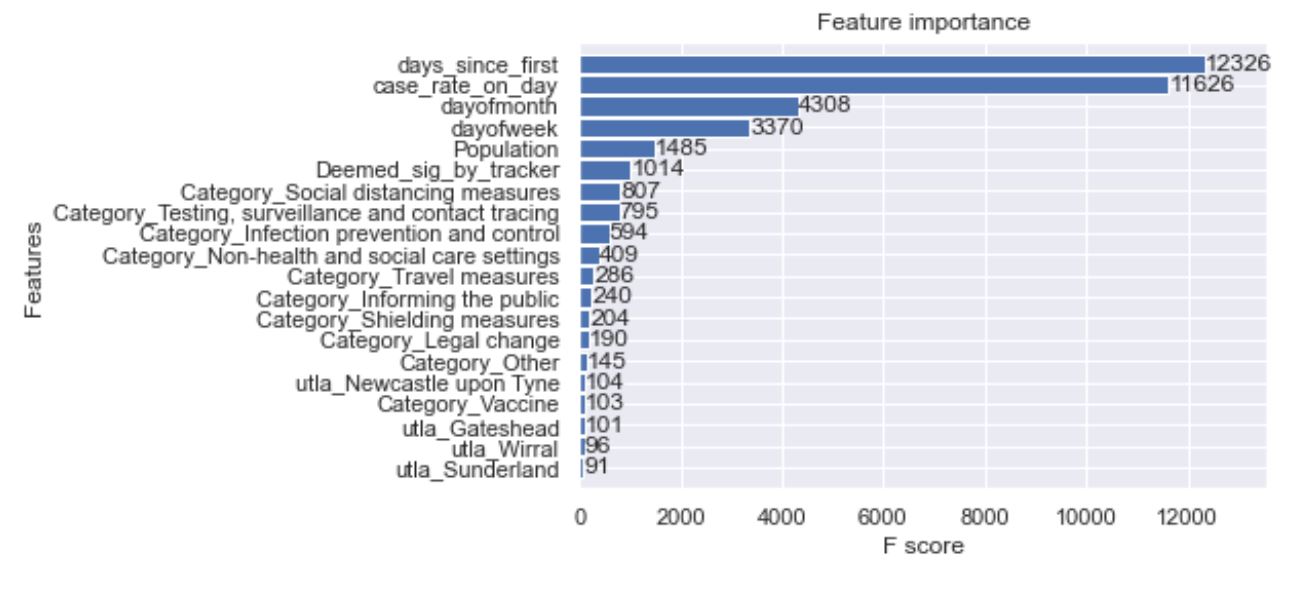 Feature importance
days_since_first 12326
case_rate_on_day 11626
dayofmonth 4308
dayofweek 3370
Population 1485
Deemed_sig_by_tracker 1014
Category_Social distancing measures 807
Category_Testing, surveillance and contact tracing 795
Category_Infection prevention and control 594
Category_Non-health and social care settings 409
Category_Travel measures 286
Category_Informing the public 240
Category_Shielding measures 204
Category_Legal change 190
Category_Other 145
utla_Newcastle upon Tyne 104
Category_Vaccine 103
utla_Gateshead 101
utla_Wirral 96
utla_Sunderland 91
Features
0 2000 4000 6000 8000 10000 12000
F score